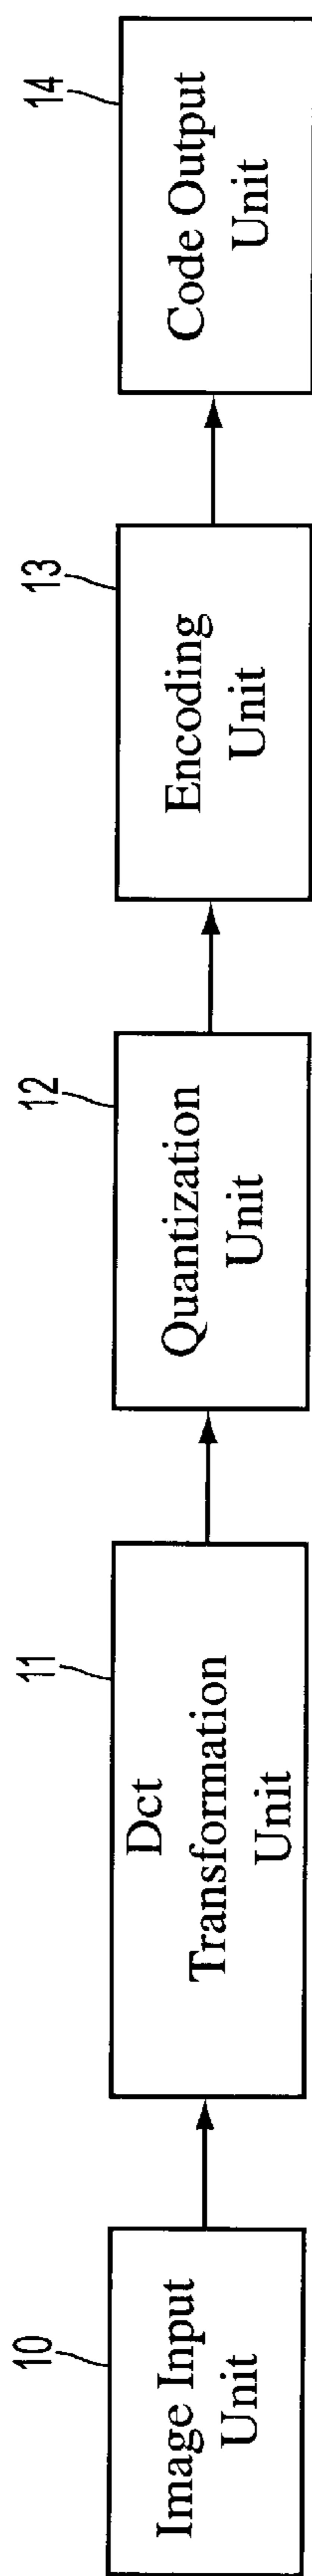 10
Image Input
Unit
11
Dct
Transformation
Unit
12
Quantization
Unit
13
Encoding
Unit
14
Code Output
Unit